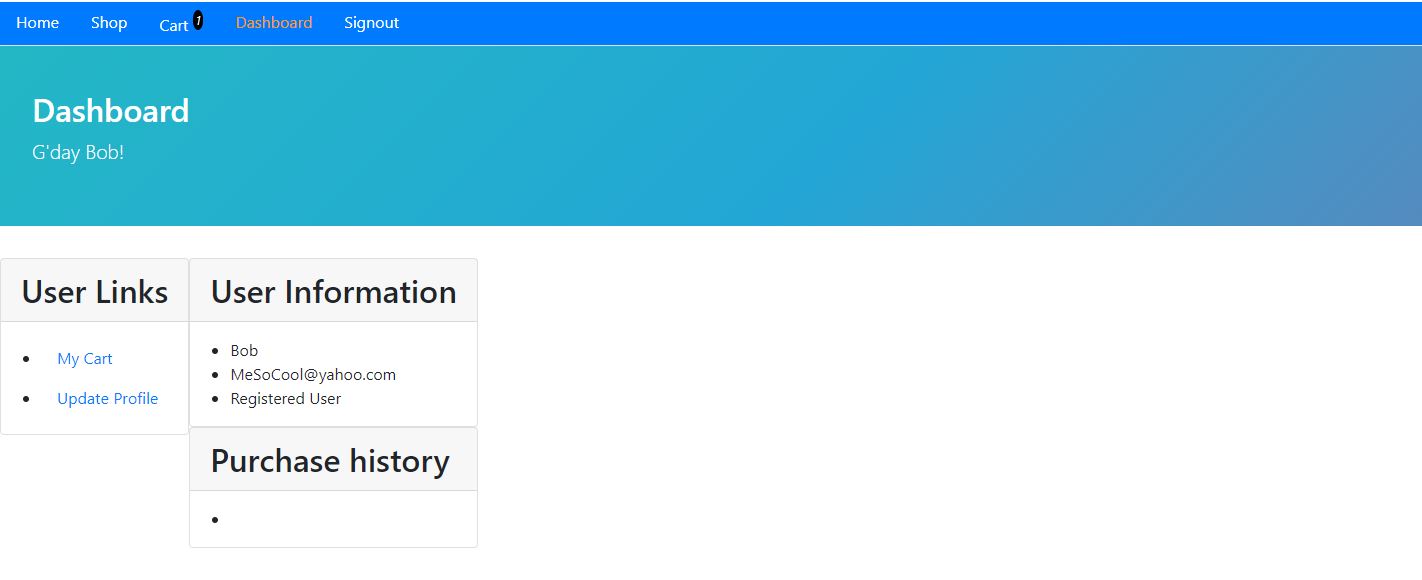 Home Shop Cart 1 Dashboard Signout
Dashboard
G'day Bob!
User Links
My Cart
Update Profile
User Information
Bob
MeSoCool@yahoo.com
Registered User
Purchase history